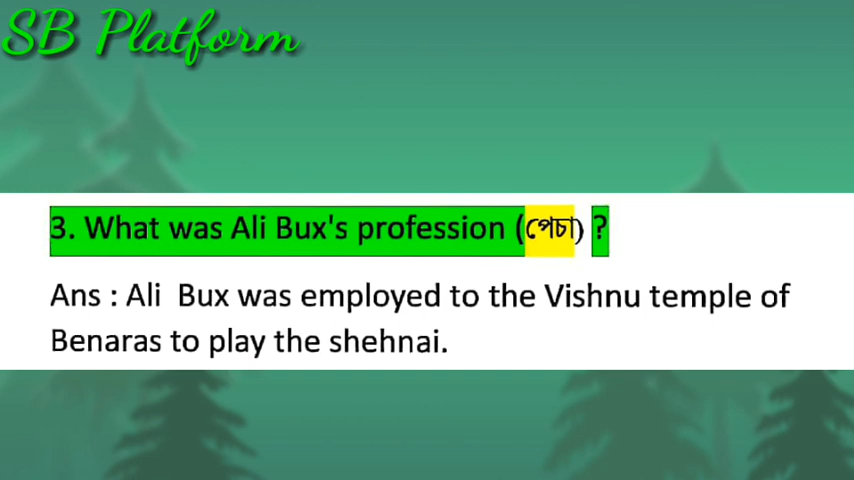 SB Platform
3. What was Ali Bux's profession (পেচা) ?
Ans : Ali Bux was employed to the Vishnu temple of
Benaras to play the shehnai.